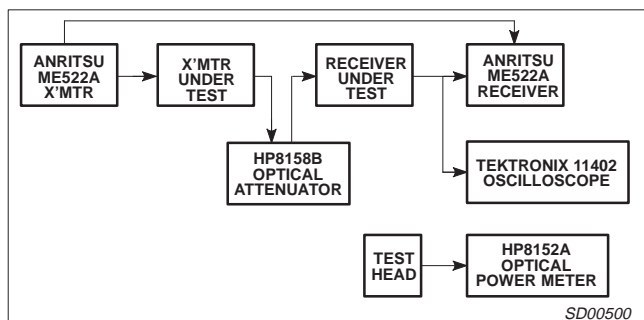 ANRITSU
ME522A
X'MTR
X'MTR
UNDER
TEST
RECEIVER
UNDER
TEST
ANRITSU
ME522A
RECEIVER
HP8158B
OPTICAL
ATTENUATOR
TEKTRONIX 11402
OSCILLOSCOPE
TEST
HEAD
HP8152A
OPTICAL
POWER METER
SD00500